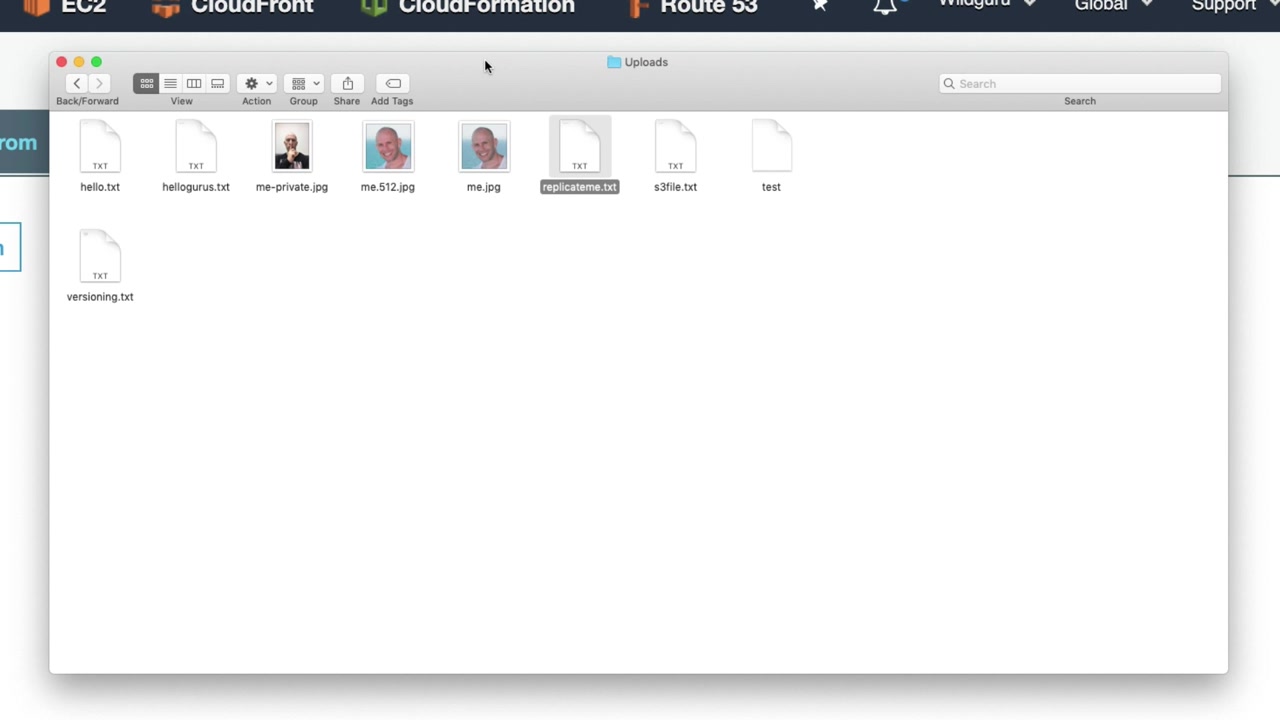 EC2 CloudFront CloudFormation Route 53 Wildguru Global Support
Uploads
Search
Back/Forward View Action Group Share Add Tags Search
rom
TXT TXT TXT TXT
hello.txt hellogurus.txt me-private.jpg me.512.jpg me.jpg replicateme.txt s3file.txt test
n
TXT
versioning.txt